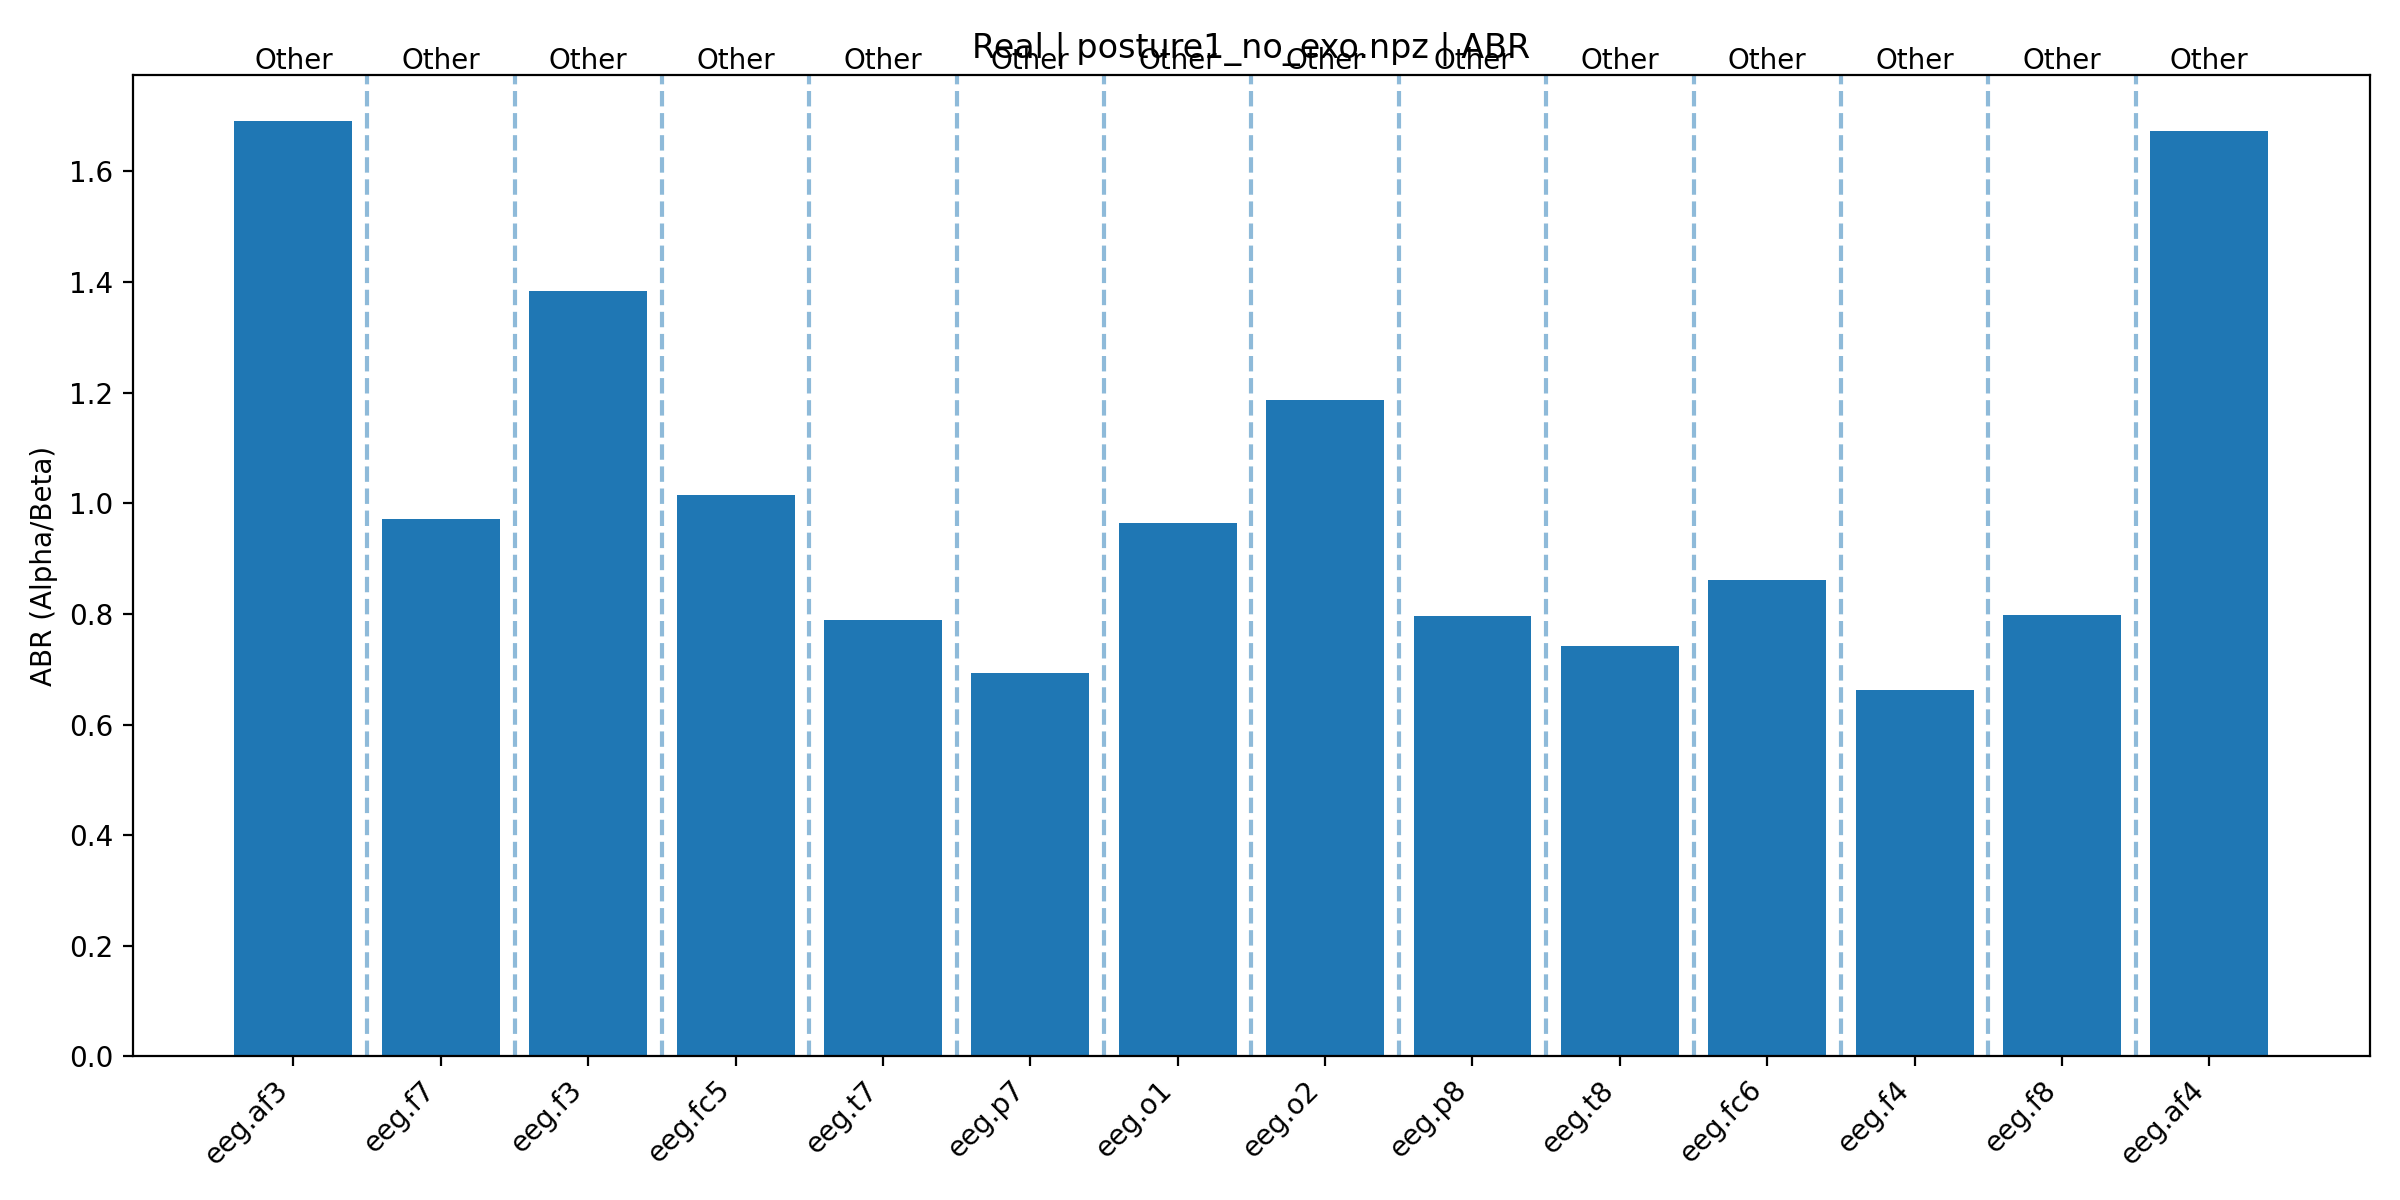 Real | posture1_no_exo.npz | ABR
Other Other Other Other Other Other Other Other Other Other Other Other Other Other
ABR (Alpha/Beta)
1.6
1.4
1.2
1.0
0.8
0.6
0.4
0.2
0.0
eeg.af3 eeg.f7 eeg.f3 eeg.fc5 eeg.t7 eeg.p7 eeg.o1 eeg.o2 eeg.p8 eeg.t8 eeg.fc6 eeg.f4 eeg.f8 eeg.af4